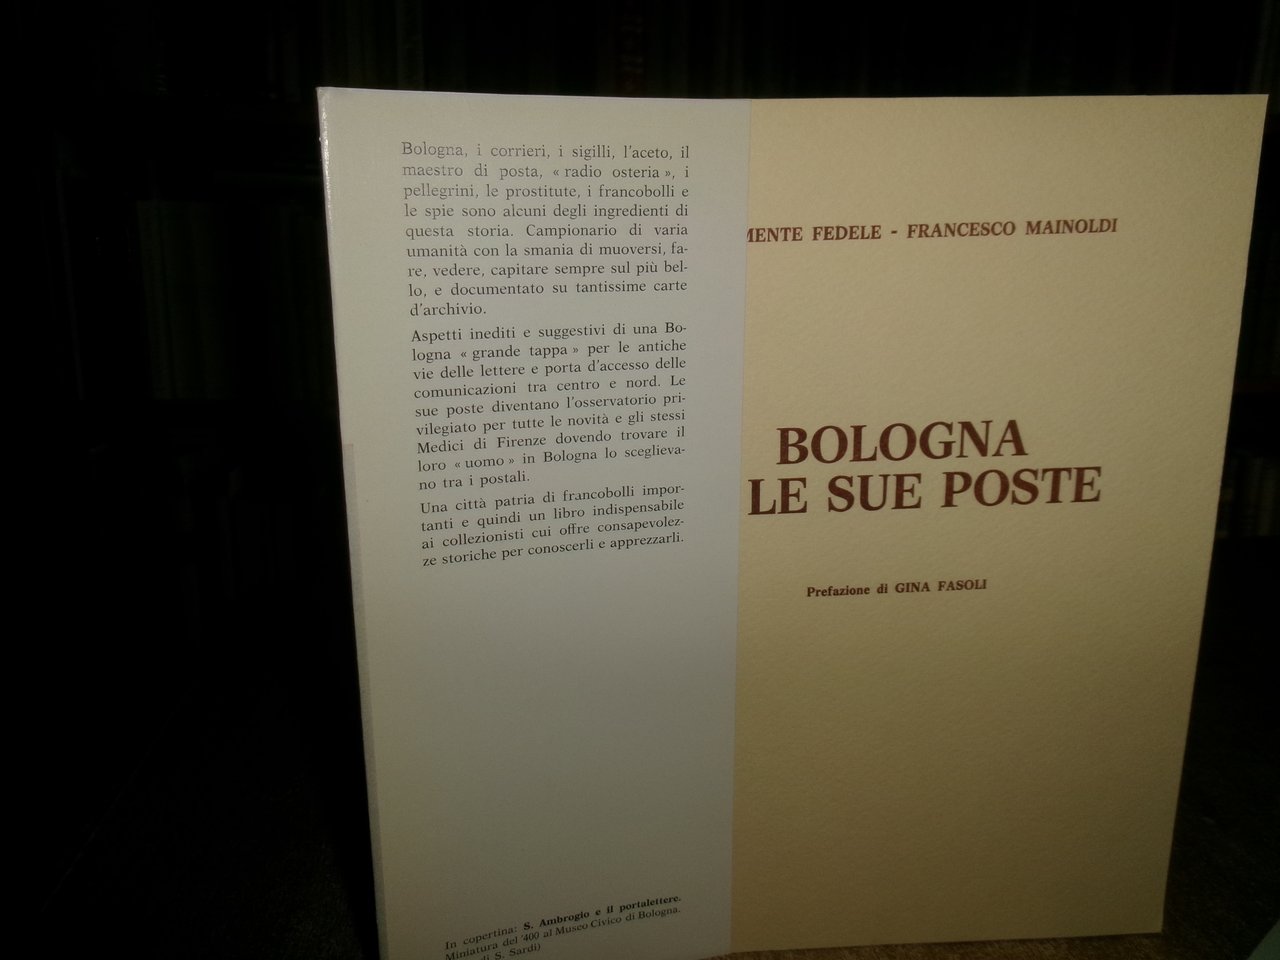 Bologna, i corrieri, i sigilli, l'aceto, il
maestro di posta, « radio osteria », i
pellegrini, le prostitute, i francobolli e
le spie sono alcuni degli ingredienti di
questa storia. Campionario di varia
umanità con la smania di muoversi, fa-
re, vedere, capitare sempre sul più bel-
lo, e documentato su tantissime carte
d'archivio.
Aspetti inediti e suggestivi di una Bo-
logna « grande tappa » per le antiche
vie delle lettere e porta d'accesso delle
comunicazioni tra centro e nord. Le
sue poste diventano l'osservatorio pri-
vilegiato per tutte le novità e gli stessi
Medici di Firenze dovendo trovare il
loro « uomo » in Bologna lo sceglieva-
no tra i postali.
Una città patria di francobolli impor-
tanti e quindi un libro indispensabile
ai collezionisti cui offre consapevolez-
ze storiche per conoscerli e apprezzarli.
In copertina: S. Ambrogio e il portalettere.
Miniatura del '400 al Museo Civico di Bologna.
di S. Sardi)
MENTE FEDELE - FRANCESCO MAINOLDI
BOLOGNA
LE SUE POSTE
Prefazione di GINA FASOLI